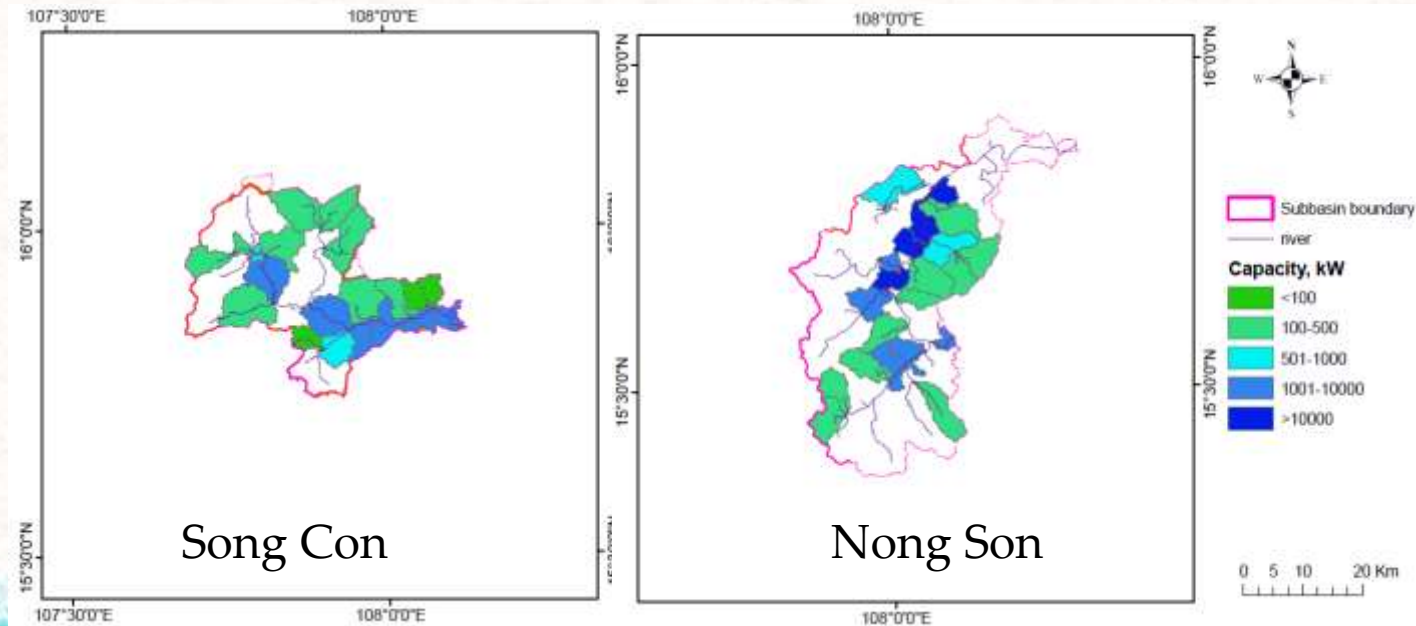 107°30'0"E
108°0'0"E
108°0'0"E
16°0'0"N
15°30'0"N
16°0'0"N
15°30'0"N
16°0'0"N
15°30'0"N
N
W
E
S
Subbasin boundary
river
Capacity, kW
<100
100-500
501-1000
1001-10000
>10000
Song Con
Nong Son
0 5 10 20 Km
107°30'0"E
108°0'0"E
108°0'0"E